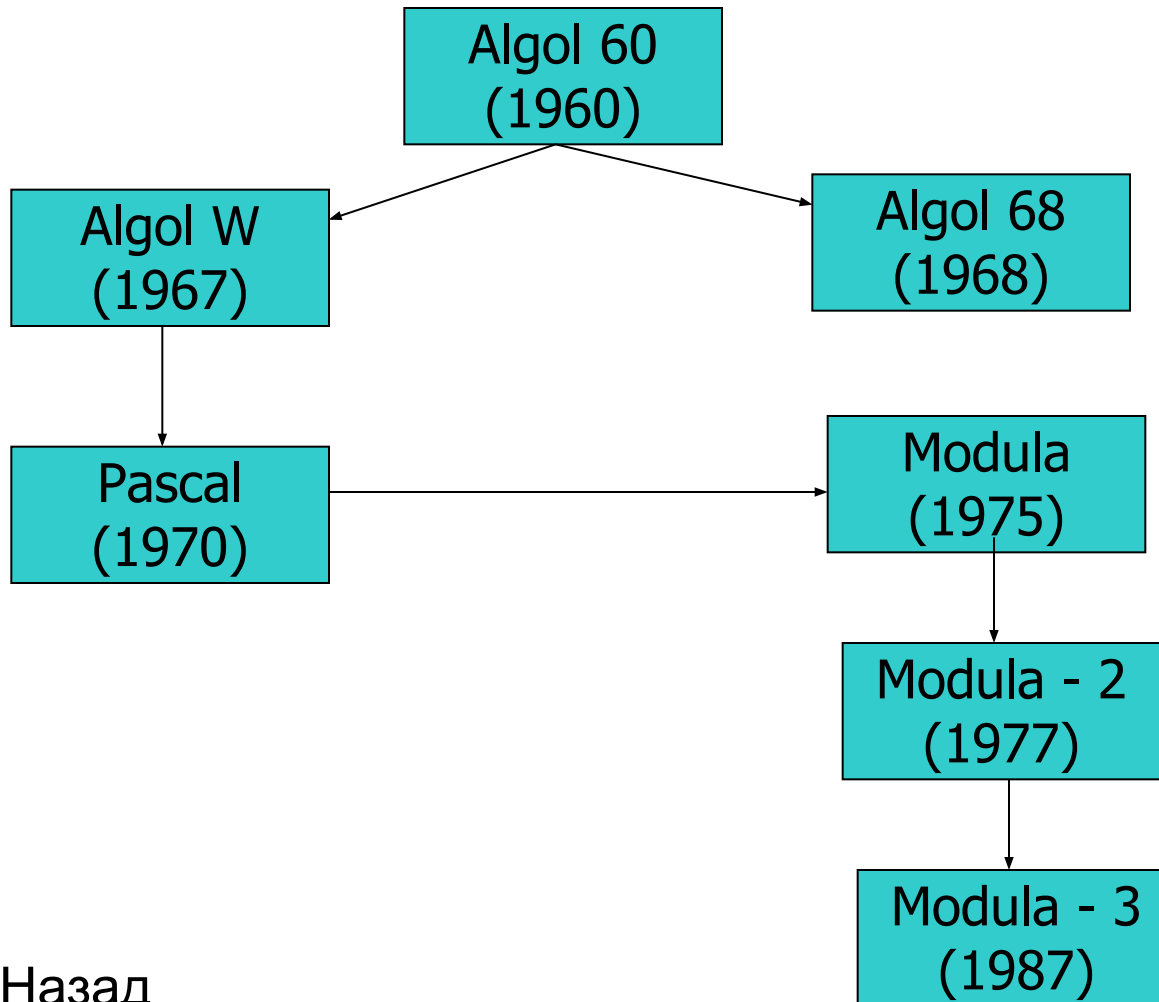 Algol 60
(1960)
Algol W
(1967)
Algol 68
(1968)
Pascal
(1970)
Modula
(1975)
Modula - 2
(1977)
Modula - 3
(1987)
Назад